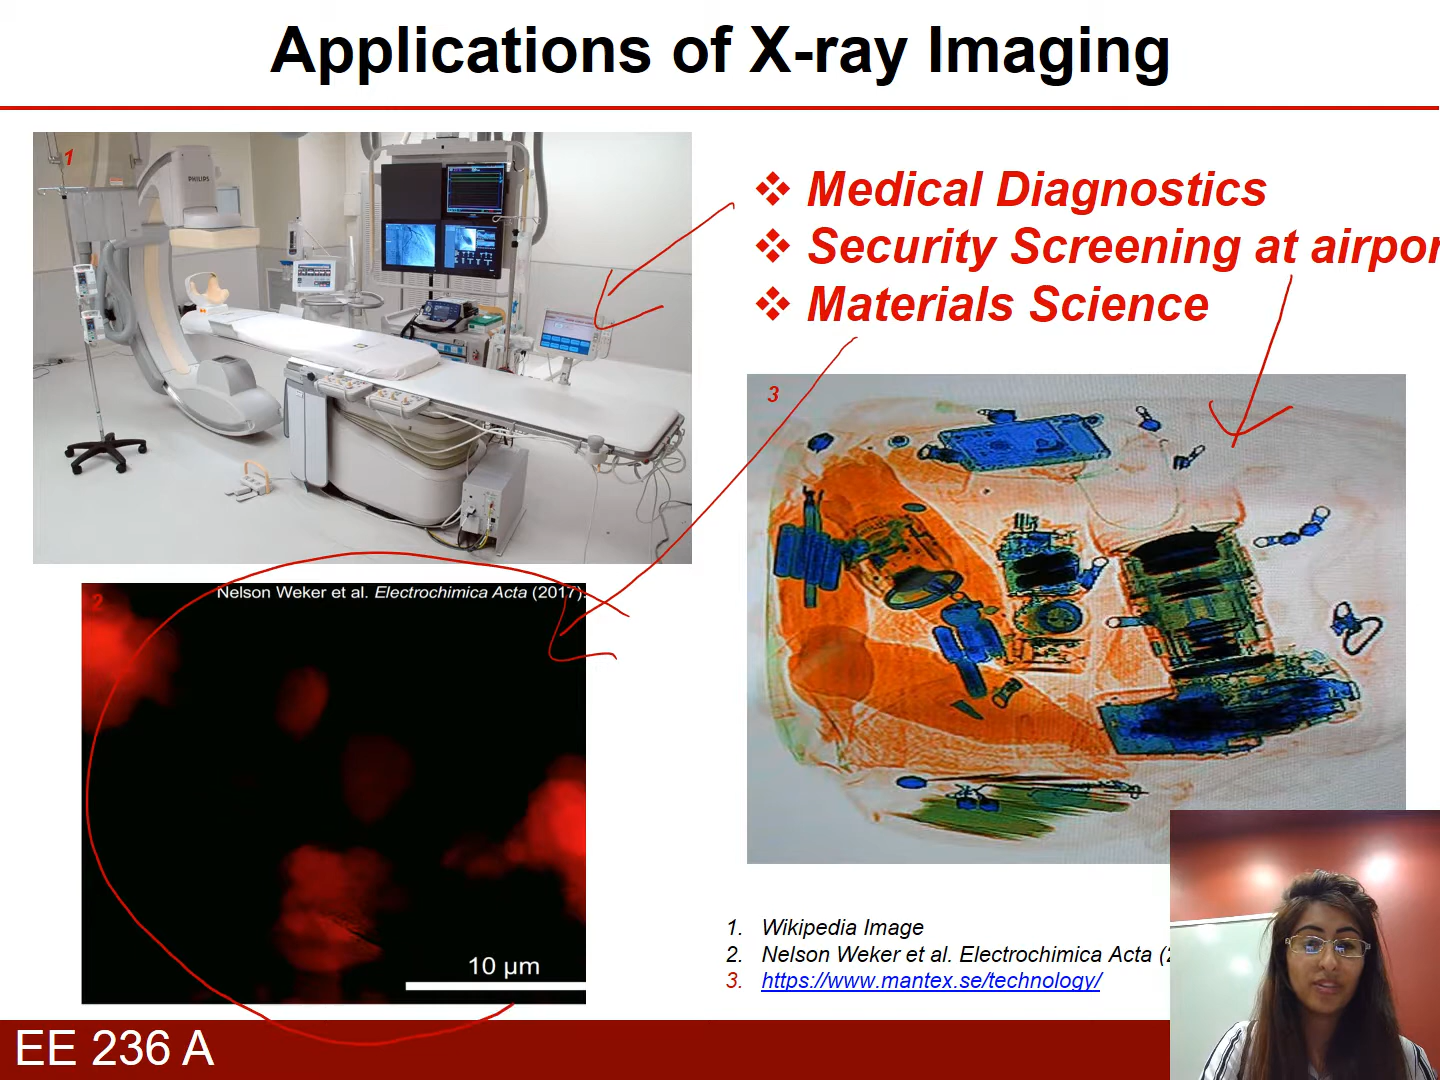 Applications of X-ray Imaging
1
PHILIPS
❖ Medical Diagnostics
❖ Security Screening at airpor
❖ Materials Science
3
2
Nelson Weker et al. Electrochimica Acta (2017).
10 µm
1. Wikipedia Image
2. Nelson Weker et al. Electrochimica Acta (2
3. https://www.mantex.se/technology/
EE 236 A